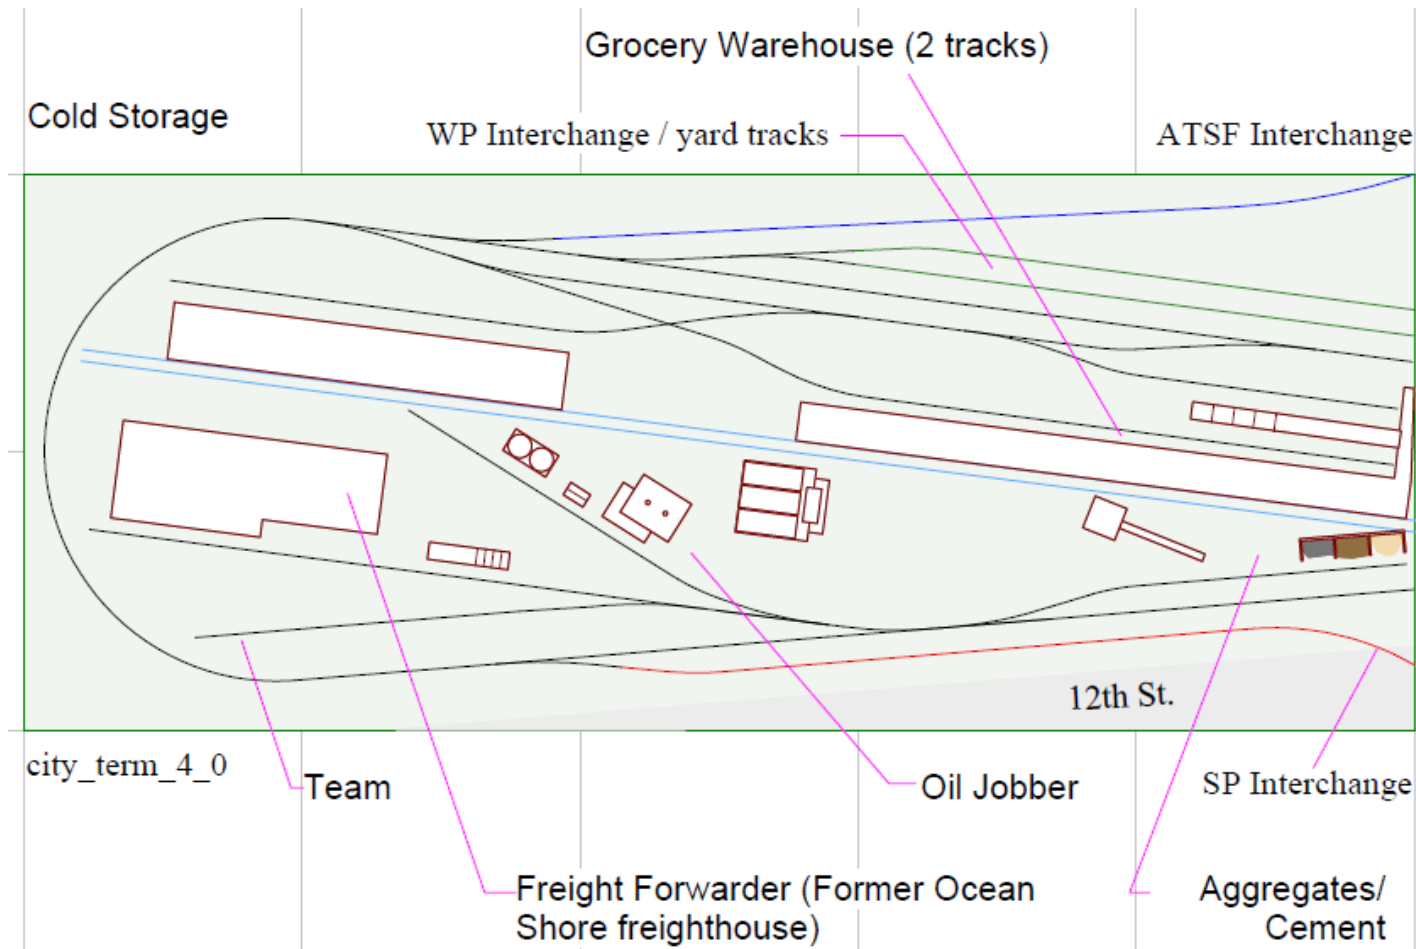 Grocery Warehouse (2 tracks)
Cold Storage
WP Interchange / yard tracks
ATSF Interchange
12th St.
city_term_4_0
Team
Oil Jobber
SP Interchange
Freight Forwarder (Former Ocean
Shore freighthouse)
Aggregates/
Cement